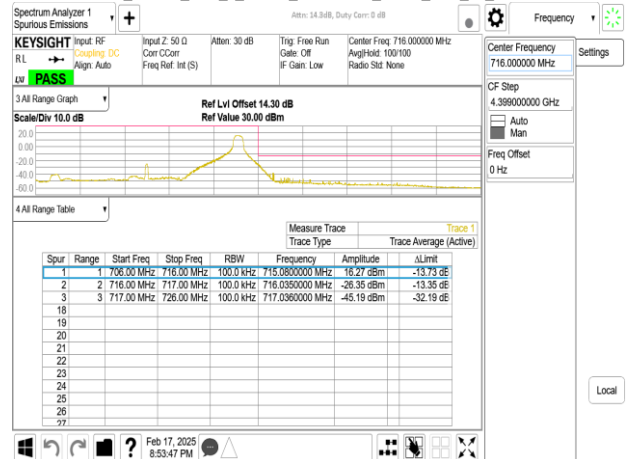 Spectrum Analyzer 1
Spurious Emissions
Attn: 14.3dB, Duty Corr: 0 dB
Frequency
KEYSIGHT
Input: RF
Coupling: DC
Align: Auto
Input Z: 50 Ω
Corr CCorr
Freq Ref: Int (S)
Atten: 30 dB
Trig: Free Run
Gate: Off
IF Gain: Low
Center Freq: 716.000000 MHz
Avg|Hold: 100/100
Radio Std: None
RL
LXI
PASS
Center Frequency
716.000000 MHz
Settings
CF Step
4.399000000 GHz
Auto
Man
Freq Offset
0 Hz
3 All Range Graph
Scale/Div 10.0 dB
Ref Lvl Offset 14.30 dB
Ref Value 30.00 dBm
20.0
0.00
-20.0
-40.0
-60.0
4 All Range Table
Measure Trace Trace 1
Trace Type Trace Average (Active)
Spur Range Start Freq Stop Freq RBW Frequency Amplitude ΔLimit
1 1 706.00 MHz 716.00 MHz 100.0 kHz 715.0800000 MHz 16.27 dBm -13.73 dB
2 2 716.00 MHz 717.00 MHz 100.0 kHz 716.0350000 MHz -26.35 dBm -13.35 dB
3 3 717.00 MHz 726.00 MHz 100.0 kHz 717.0360000 MHz -45.19 dBm -32.19 dB
18
19
20
21
22
23
24
25
26
27
Local
Feb 17, 2025
8:53:47 PM